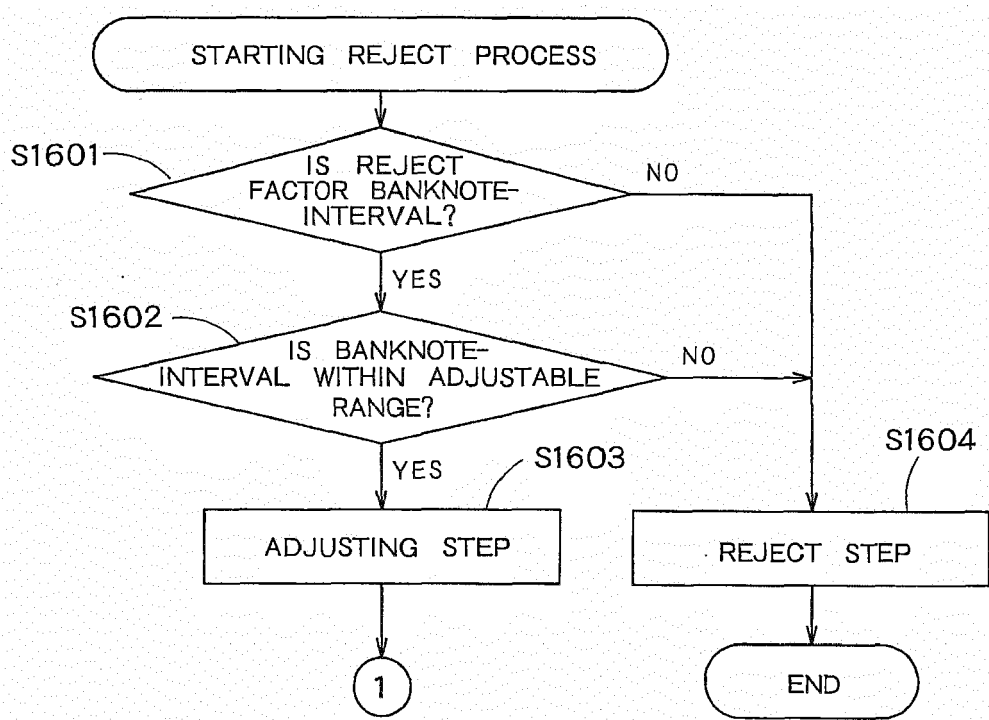 STARTING REJECT PROCESS
S1601
IS REJECT
FACTOR BANKNOTE-
INTERVAL?
NO
YES
S1602
IS BANKNOTE-
INTERVAL WITHIN ADJUSTABLE
RANGE?
NO
YES
S1603
S1604
ADJUSTING STEP
REJECT STEP
1
END